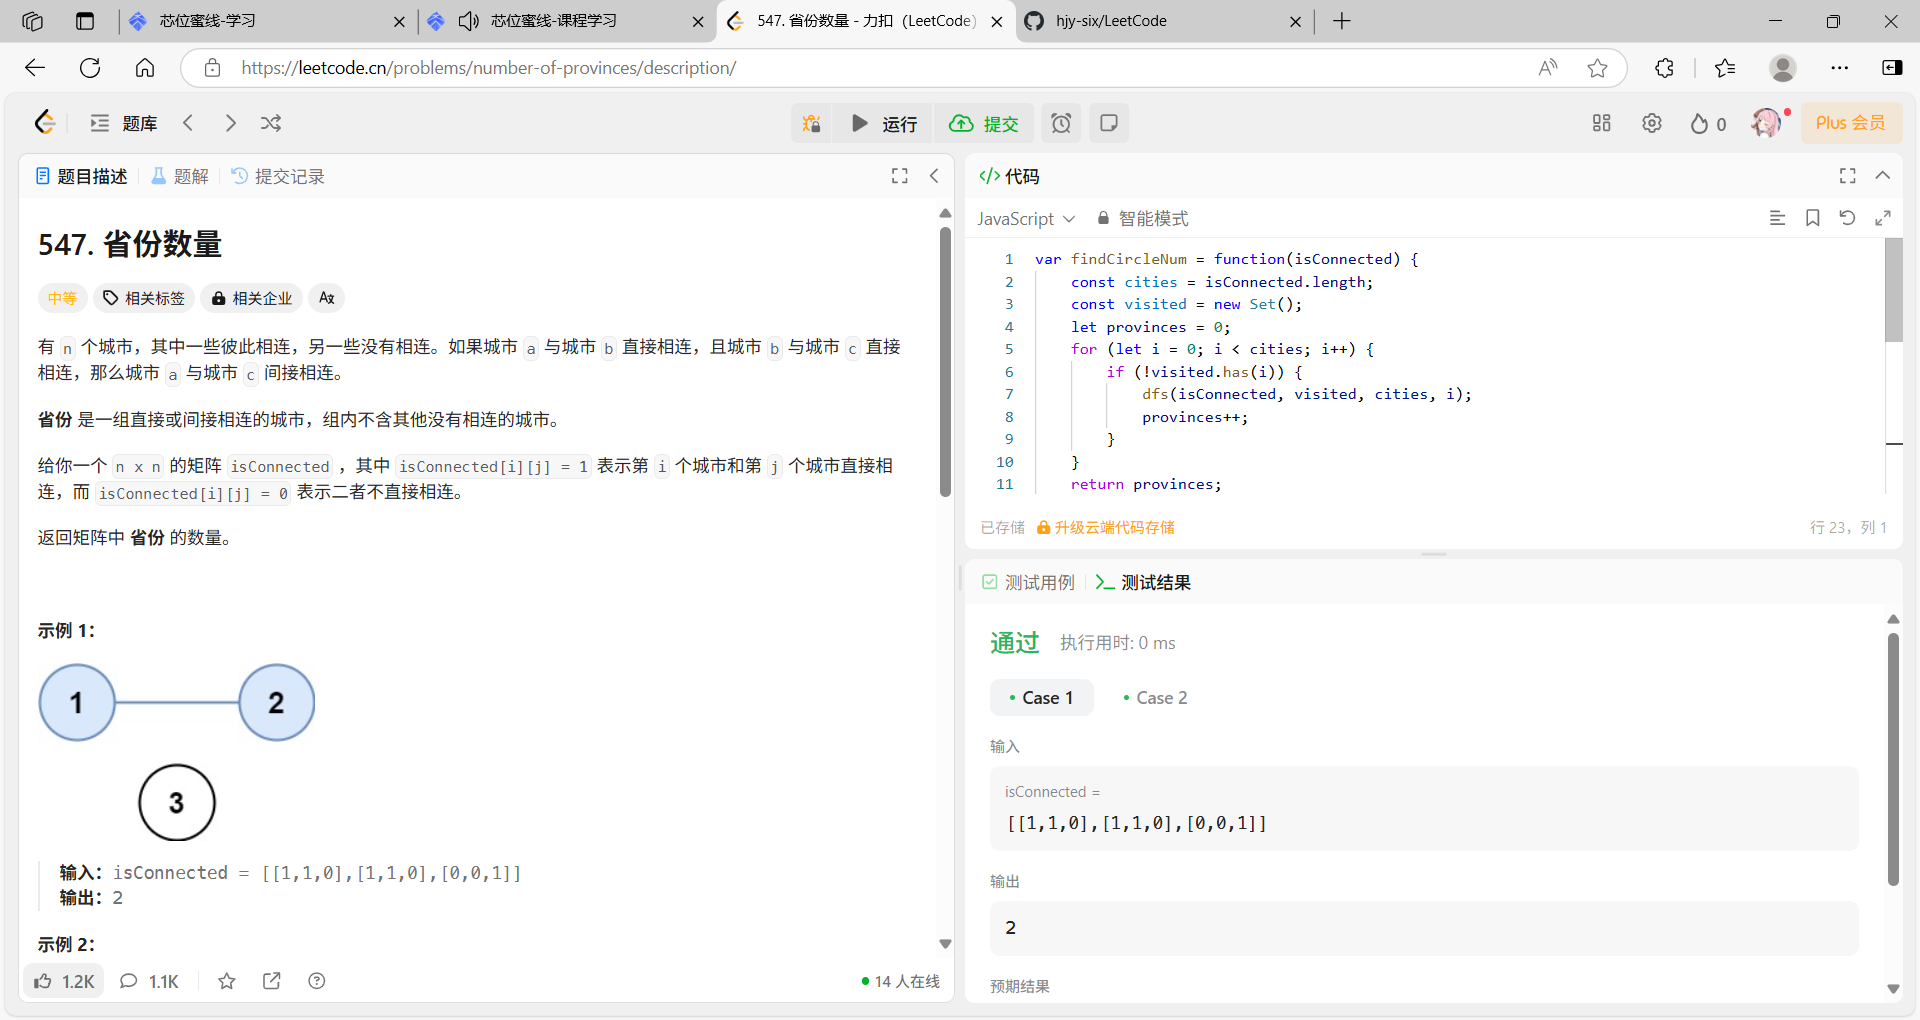 芯位蜜线-学习
芯位蜜线-课程学习
547. 省份数量 - 力扣 (LeetCode)
hjy-six/LeetCode
https://leetcode.cn/problems/number-of-provinces/description/
题库
运行
提交
0
Plus 会员
题目描述
题解
提交记录
547. 省份数量
中等
相关标签
相关企业
有 n 个城市，其中一些彼此相连，另一些没有相连。如果城市 a 与城市 b 直接相连，且城市 b 与城市 c 直接
相连，那么城市 a 与城市 c 间接相连。
省份 是一组直接或间接相连的城市，组内不含其他没有相连的城市。
给你一个 n x n 的矩阵 isConnected ，其中 isConnected[i][j] = 1 表示第 i 个城市和第 j 个城市直接相
连，而 isConnected[i][j] = 0 表示二者不直接相连。
返回矩阵中 省份 的数量。
示例 1：
1
2
3
输入：isConnected = [[1,1,0],[1,1,0],[0,0,1]]
输出：2
示例 2：
1.2K
1.1K
14 人在线
</> 代码
JavaScript
智能模式
1 var findCircleNum = function(isConnected) {
2 const cities = isConnected.length;
3 const visited = new Set();
4 let provinces = 0;
5 for (let i = 0; i < cities; i++) {
6 if (!visited.has(i)) {
7 dfs(isConnected, visited, cities, i);
8 provinces++;
9 }
10 }
11 return provinces;
已存储
升级云端代码存储
行 23，列 1
测试用例
测试结果
通过
执行用时: 0 ms
Case 1
Case 2
输入
isConnected =
[[1,1,0],[1,1,0],[0,0,1]]
输出
2
预期结果